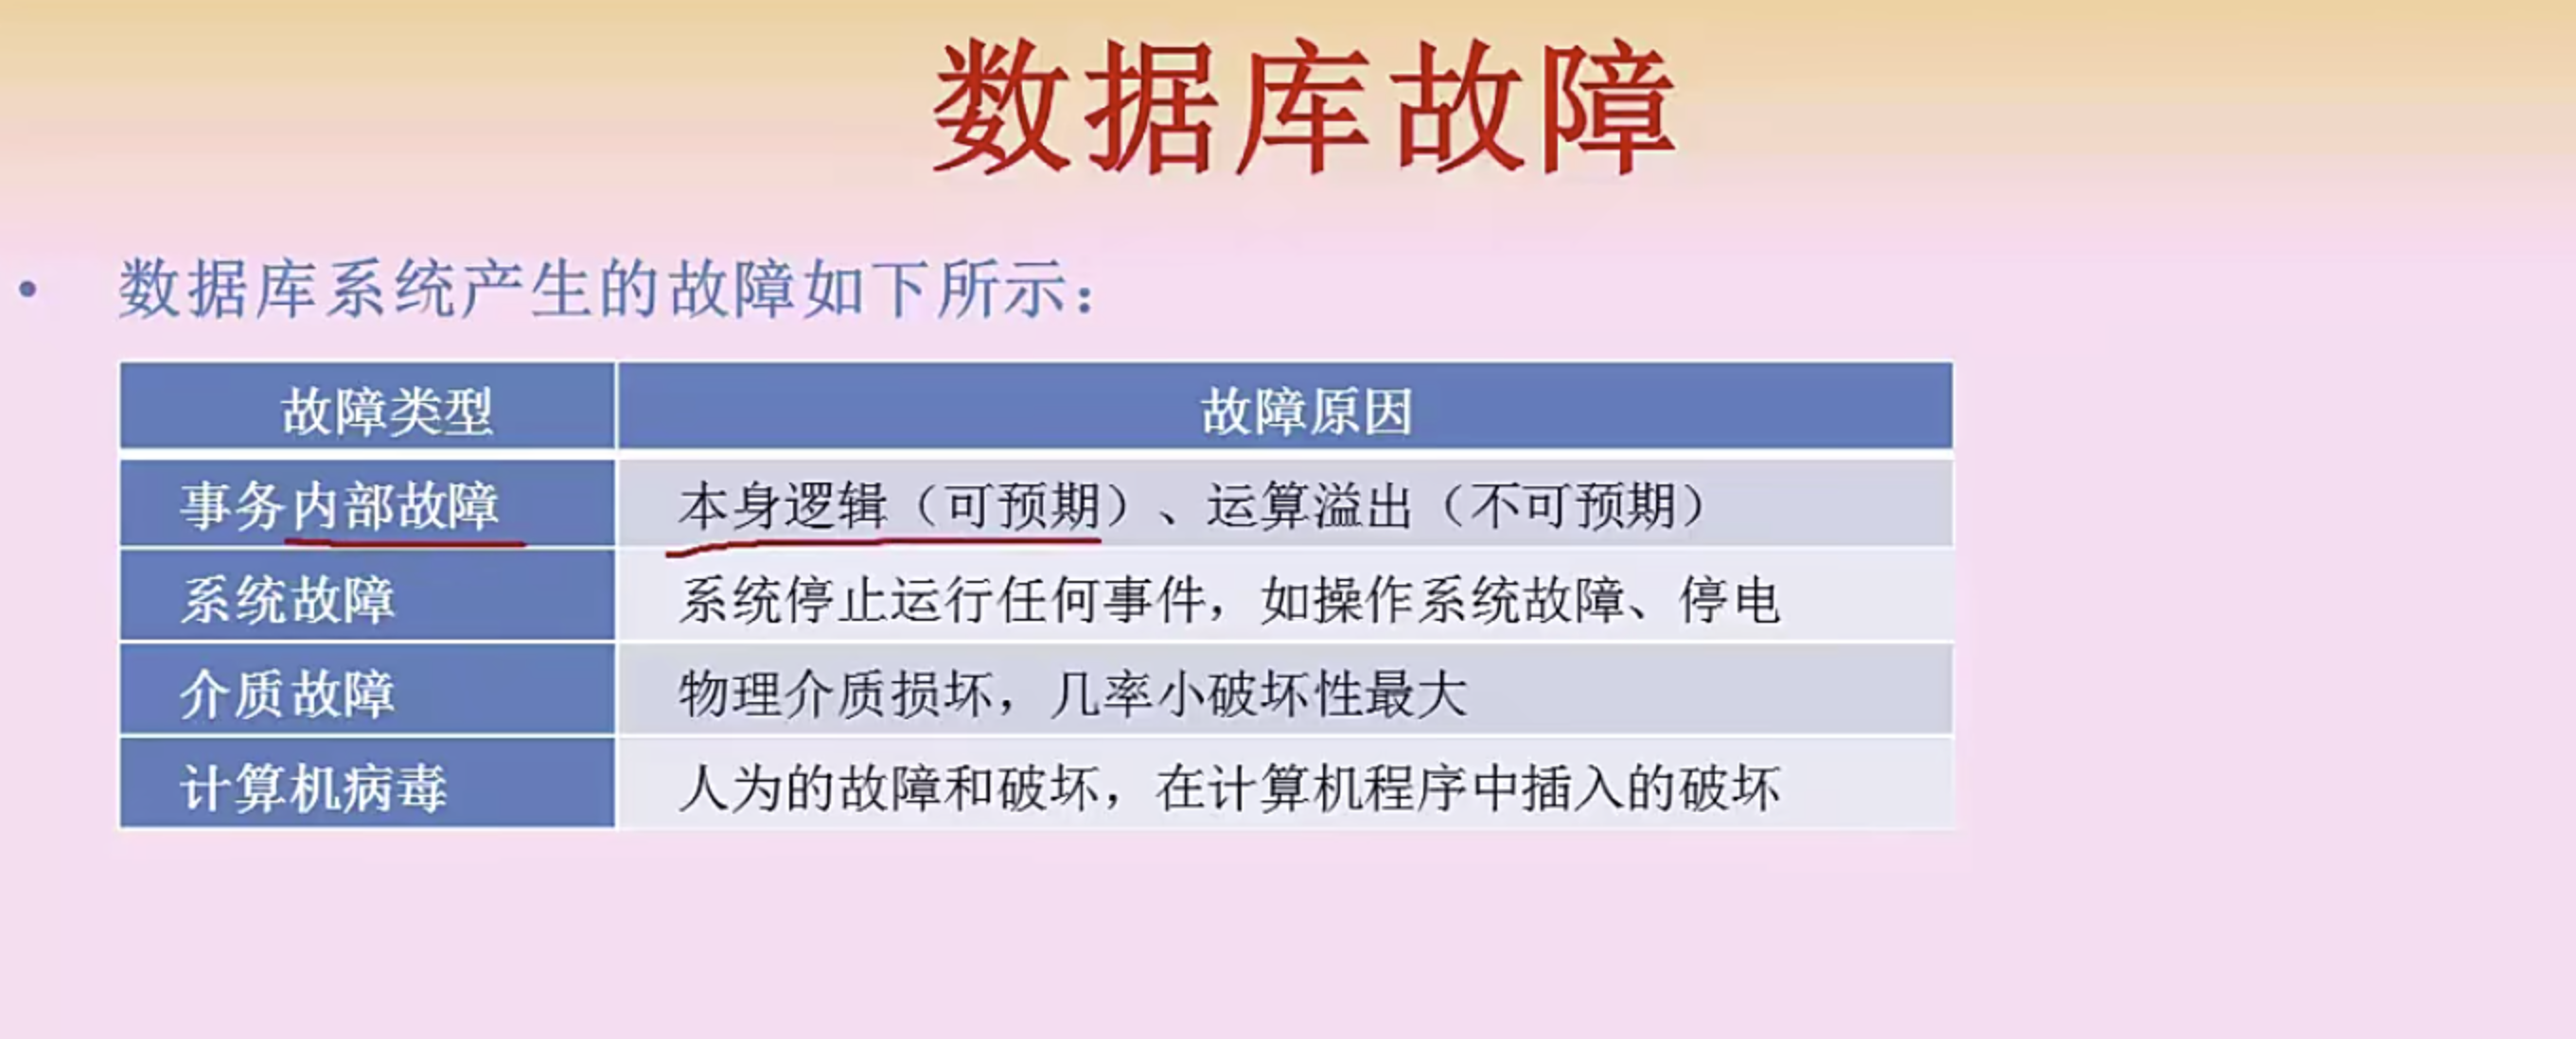 数据库故障
• 数据库系统产生的故障如下所示：
故障类型 故障原因
事务内部故障 本身逻辑（可预期）、运算溢出（不可预期）
系统故障 系统停止运行任何事件，如操作系统故障、停电
介质故障 物理介质损坏，几率小破坏性最大
计算机病毒 人为的故障和破坏，在计算机程序中插入的破坏